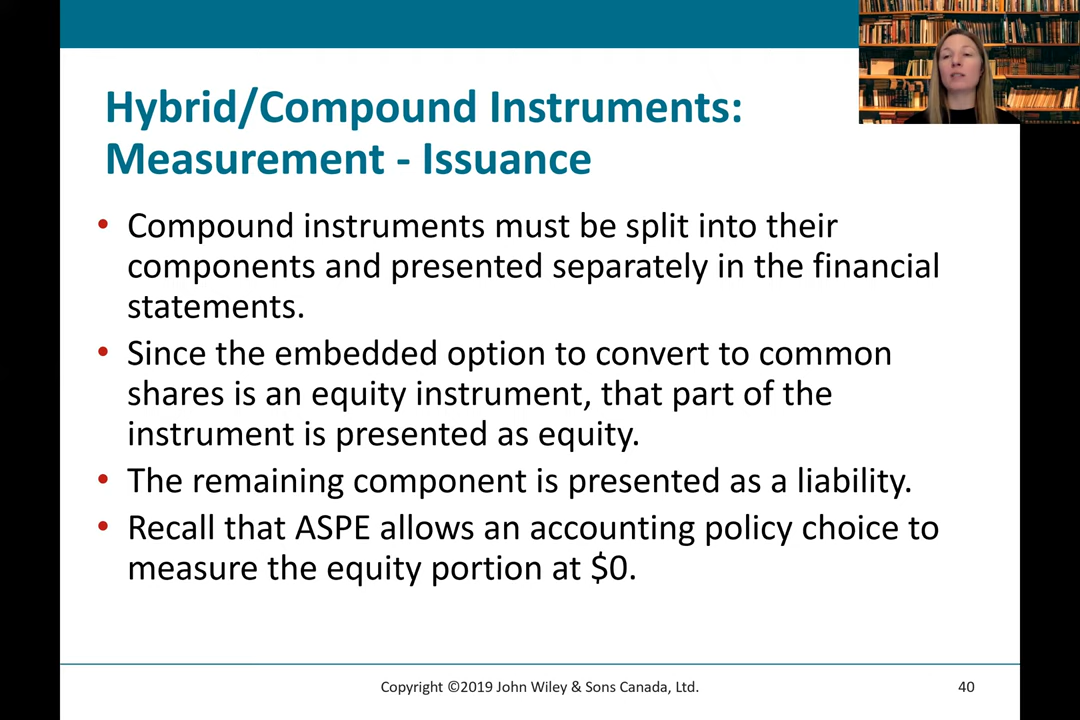 Hybrid/Compound Instruments:
Measurement - Issuance
• Compound instruments must be split into their
components and presented separately in the financial
statements.
• Since the embedded option to convert to common
shares is an equity instrument, that part of the
instrument is presented as equity.
• The remaining component is presented as a liability.
• Recall that ASPE allows an accounting policy choice to
measure the equity portion at $0.
Copyright ©2019 John Wiley & Sons Canada, Ltd.
40